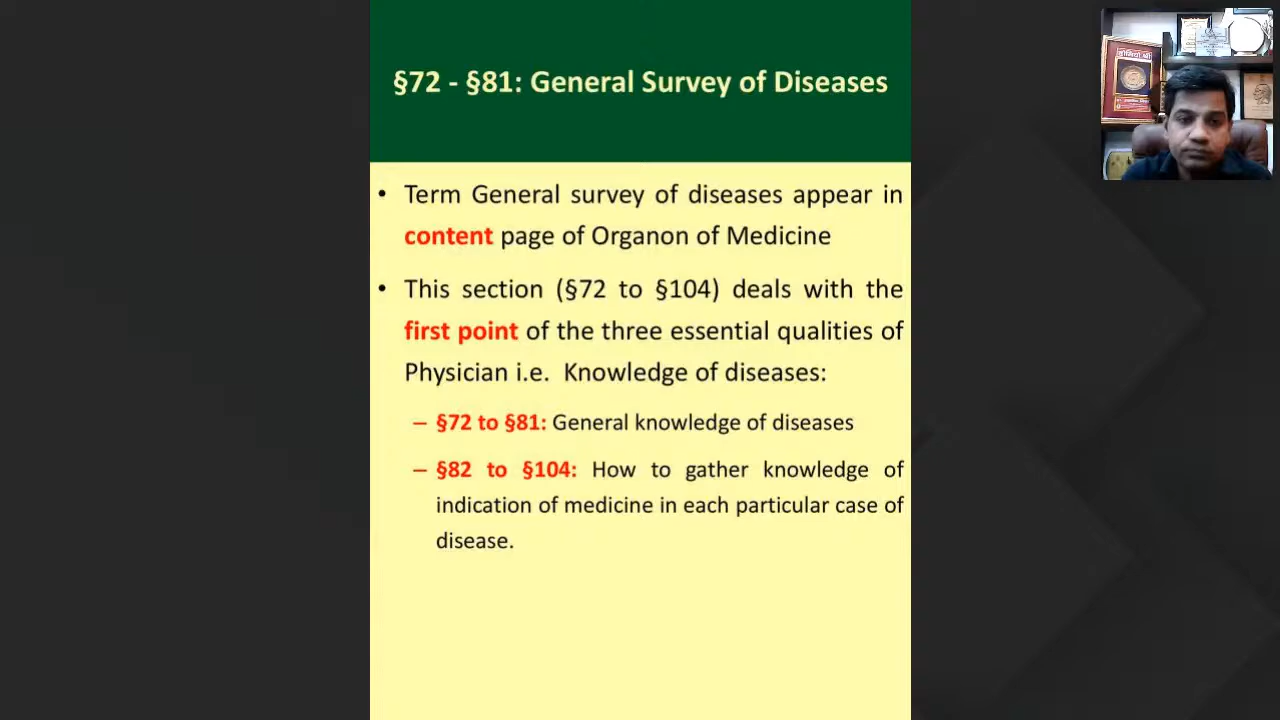 §72 - §81: General Survey of Diseases
• Term General survey of diseases appear in
content page of Organon of Medicine
• This section (§72 to §104) deals with the
first point of the three essential qualities of
Physician i.e. Knowledge of diseases:
– §72 to §81: General knowledge of diseases
– §82 to §104: How to gather knowledge of
indication of medicine in each particular case of
disease.